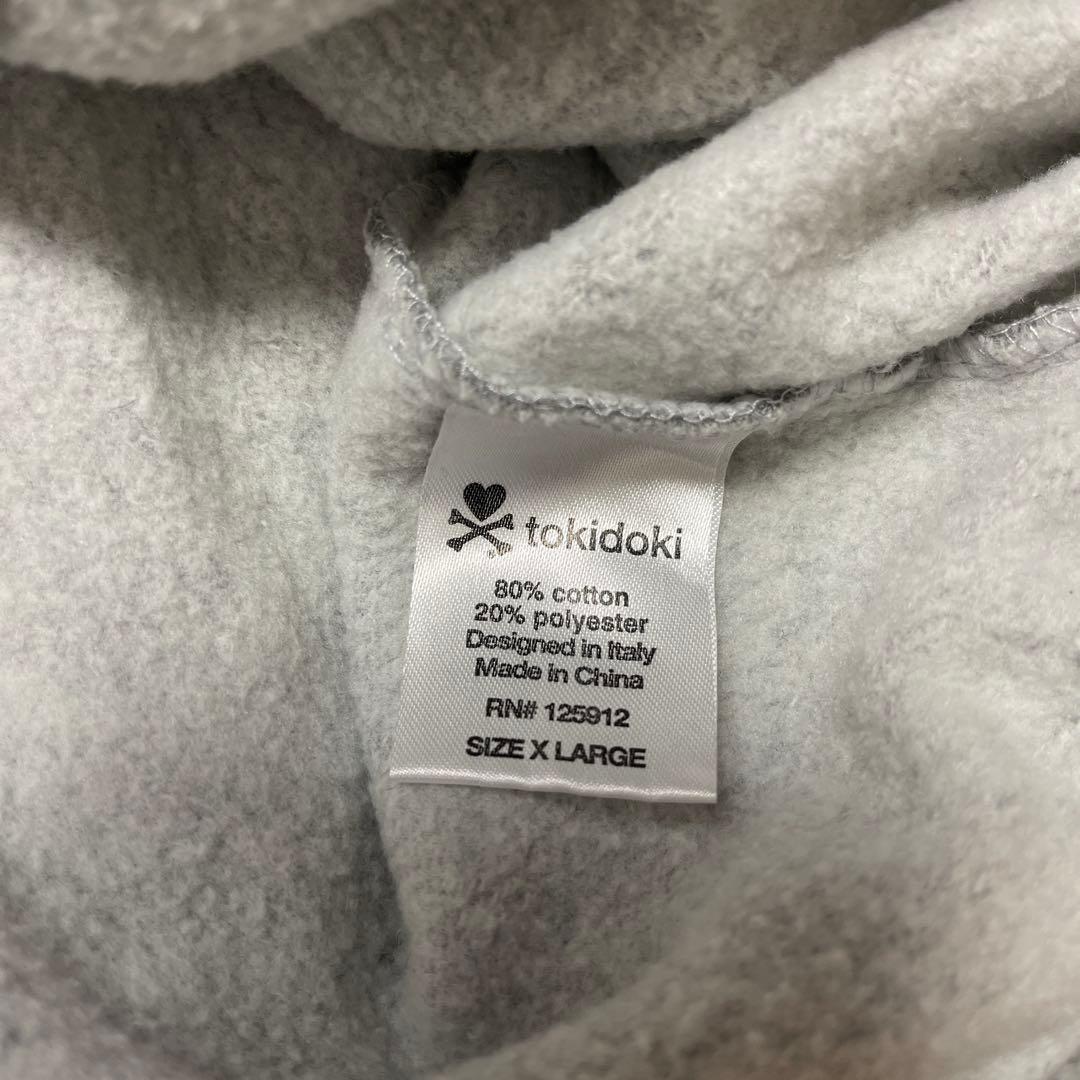 tokidoki
80% cotton
20% polyester
Designed in Italy
Made in China
RN# 125912
SIZE X LARGE